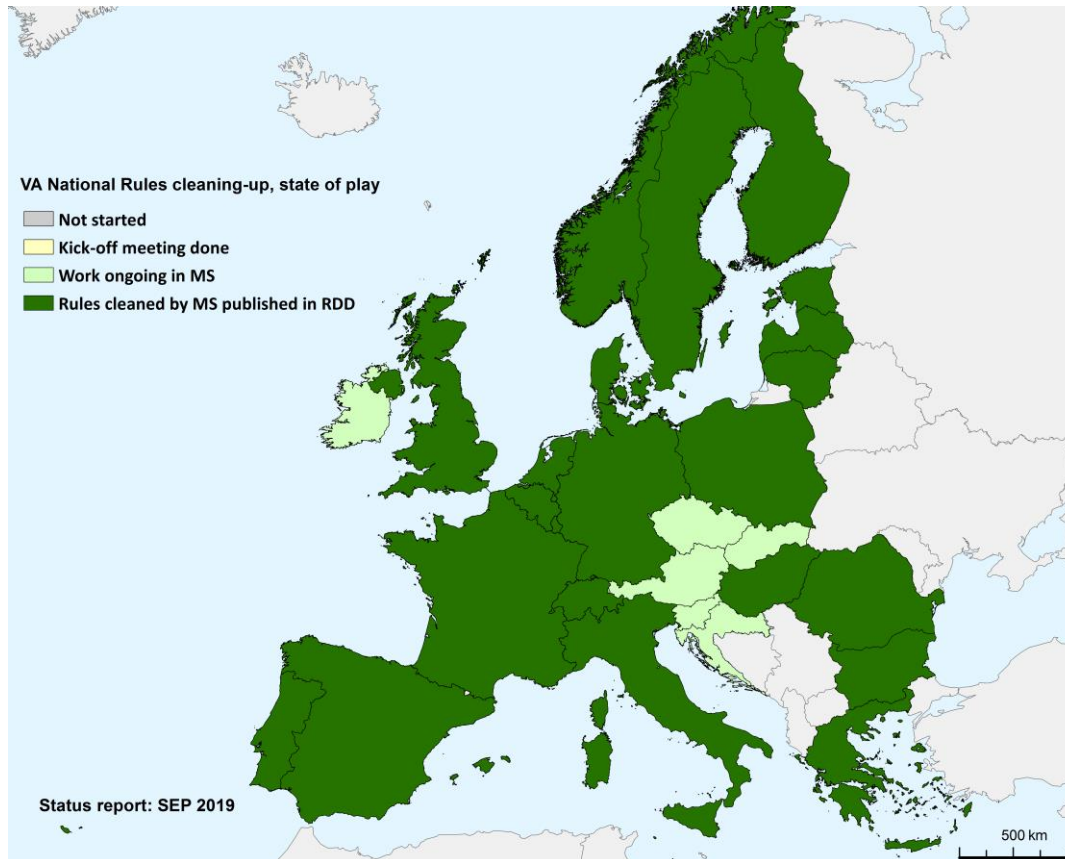 VA National Rules cleaning-up, state of play
Not started
Kick-off meeting done
Work ongoing in MS
Rules cleaned by MS published in RDD
Status report: SEP 2019
500 km